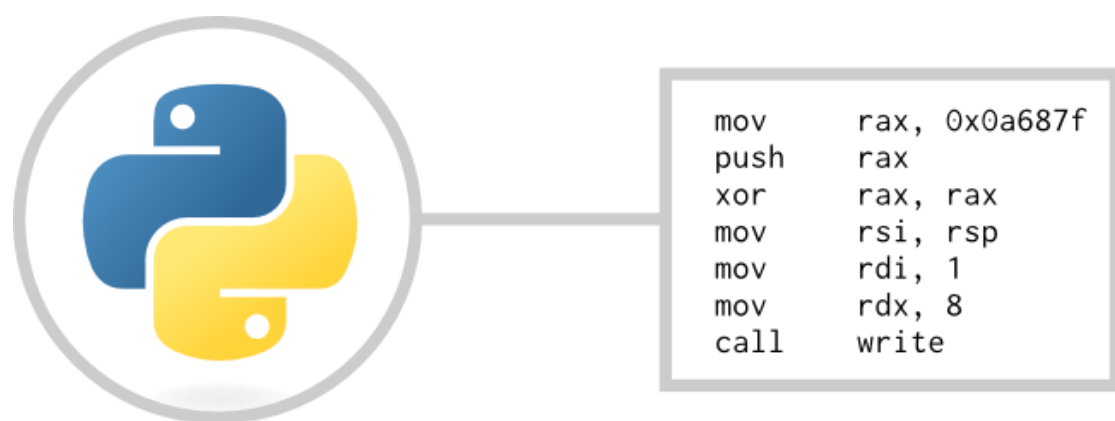 mov rax, 0x0a687f
push rax
xor rax, rax
mov rsi, rsp
mov rdi, 1
mov rdx, 8
call write